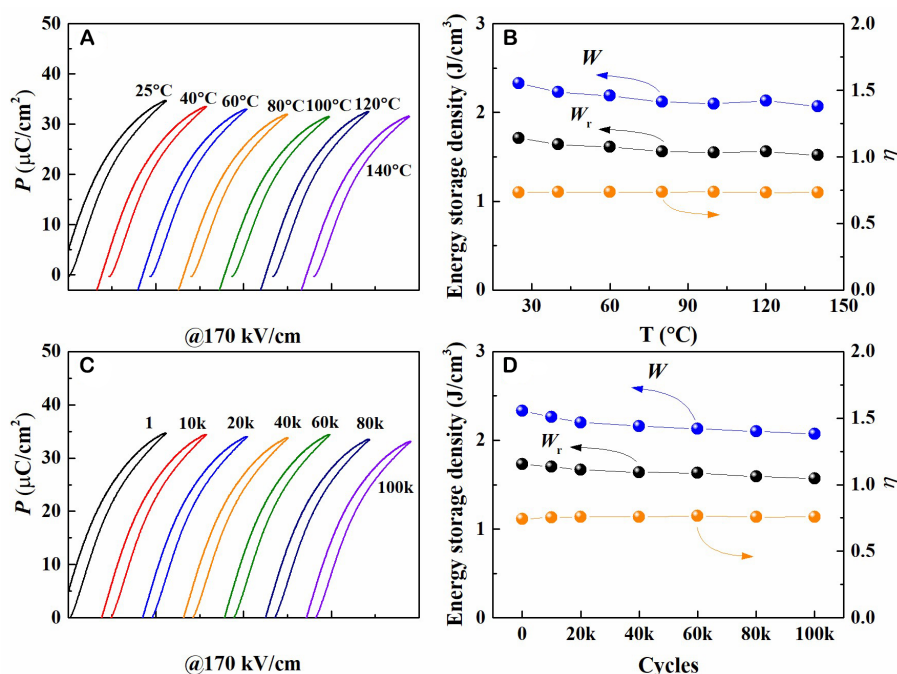 A
P (μC/cm²)
50
40
30
20
10
0
25°C
40°C
60°C
80°C
100°C
120°C
140°C
@170 kV/cm
B
Energy storage density (J/cm³)
3
2
1
0
W
Wr
2.0
1.5
1.0
0.5
0.0
η
30
60
90
120
150
T (°C)
C
P (μC/cm²)
50
40
30
20
10
0
1
10k
20k
40k
60k
80k
100k
@170 kV/cm
D
Energy storage density (J/cm³)
3
2
1
0
W
Wr
2.0
1.5
1.0
0.5
0.0
η
0
20k
40k
60k
80k
100k
Cycles